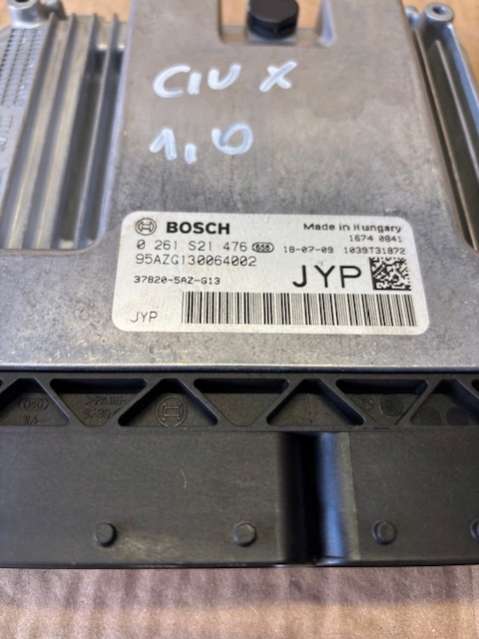 CIV X
1,0
BOSCH
Made in Hungary
0 261 S21 476
1674 0841
18-07-09 1039T31872
95AZG130064002
JYP
37820-5AZ-G13
JYP